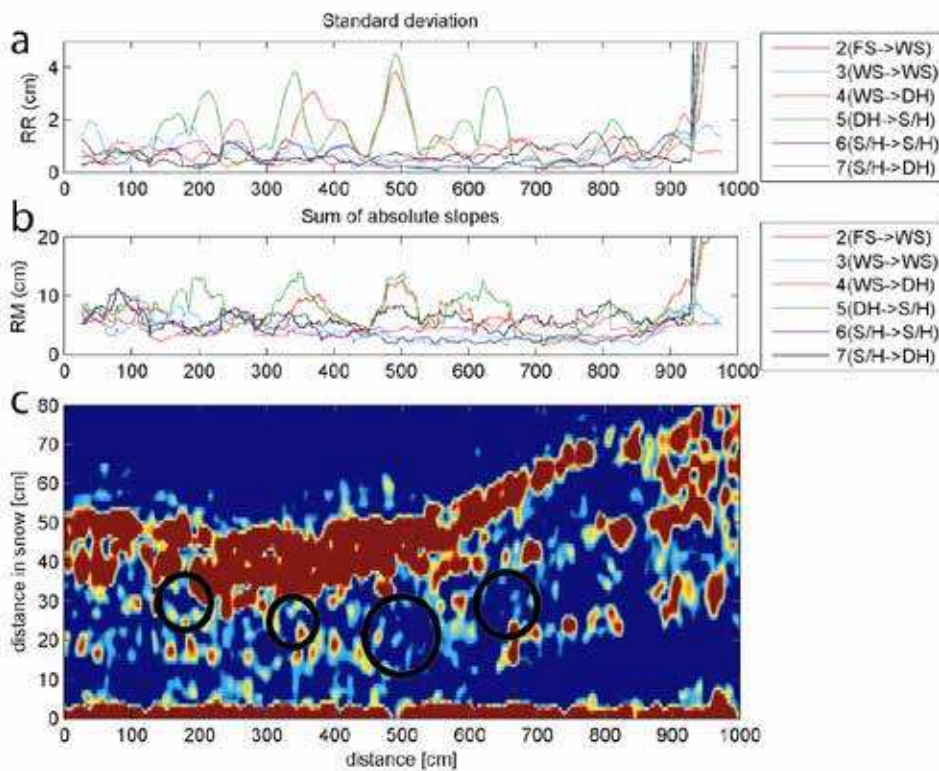 a
Standard deviation
RR (cm)
4
2
0
0 100 200 300 400 500 600 700 800 900 1000
2(FS->WS)
3(WS->WS)
4(WS->DH)
5(DH->S/H)
6(S/H->S/H)
7(S/H->DH)
b
Sum of absolute slopes
RM (cm)
20
10
0
0 100 200 300 400 500 600 700 800 900 1000
2(FS->WS)
3(WS->WS)
4(WS->DH)
5(DH->S/H)
6(S/H->S/H)
7(S/H->DH)
c
distance in snow [cm]
80
70
60
50
40
30
20
10
0
0 100 200 300 400 500 600 700 800 900 1000
distance [cm]